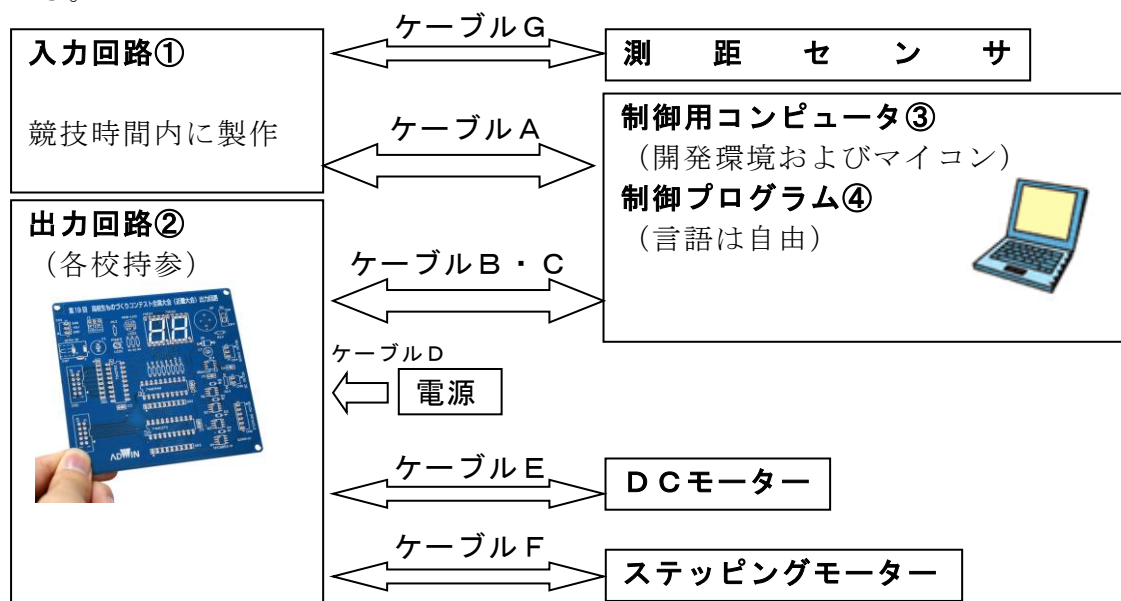 ケーブルG
入力回路①
測距センサ
競技時間内に製作
ケーブルA
制御用コンピュータ③
（開発環境およびマイコン）
制御プログラム④
（言語は自由）
出力回路②
（各校持参）
ケーブルB・C
ケーブルD
電源
ADWIN
ケーブルE
DCモーター
ケーブルF
ステッピングモーター